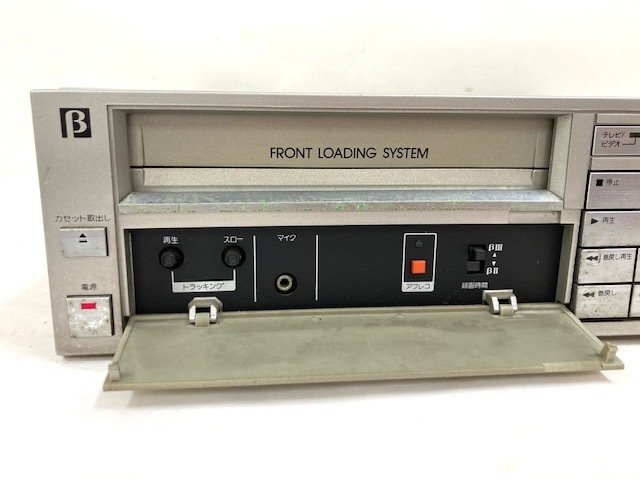 β
FRONT LOADING SYSTEM
テレビ/
ビデオ
カセット取出し
停止
再生
スロー
マイク
再生
βIII
βII
巻戻し再生
トラッキング
アフレコ
録画時間
電源
巻戻し